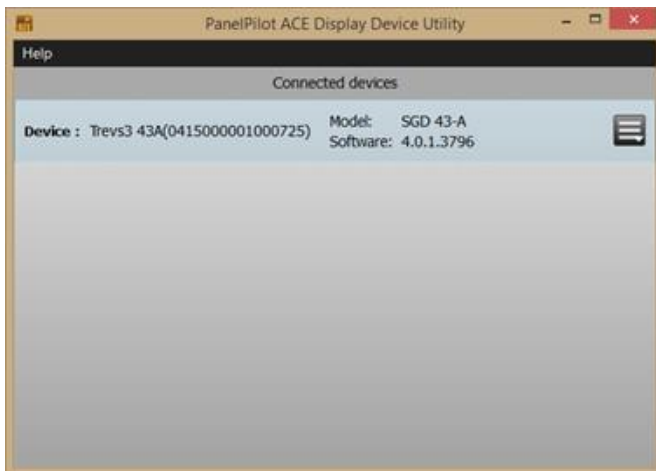 PanelPilot ACE Display Device Utility
Help
Connected devices
Device : Trevs3 43A(0415000001000725) Model: SGD 43-A
Software: 4.0.1.3796